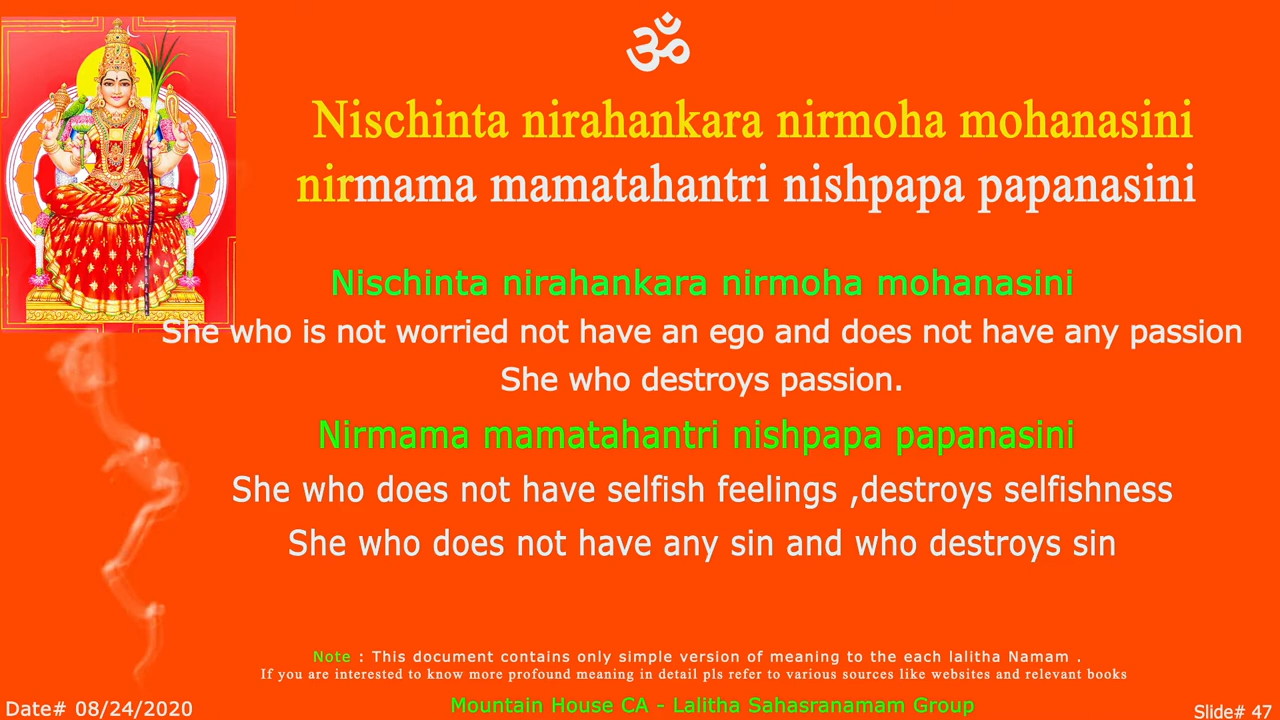 ॐ
Nischinta nirahankara nirmoha mohanasini
nirmama mamatahantri nishpapa papanasini
Nischinta nirahankara nirmoha mohanasini
She who is not worried not have an ego and does not have any passion
She who destroys passion.
Nirmama mamatahantri nishpapa papanasini
She who does not have selfish feelings ,destroys selfishness
She who does not have any sin and who destroys sin
Note : This document contains only simple version of meaning to the each lalitha Namam .
If you are interested to know more profound meaning in detail pls refer to various sources like websites and relevant books
Mountain House CA - Lalitha Sahasranamam Group
Date# 08/24/2020
Slide# 47